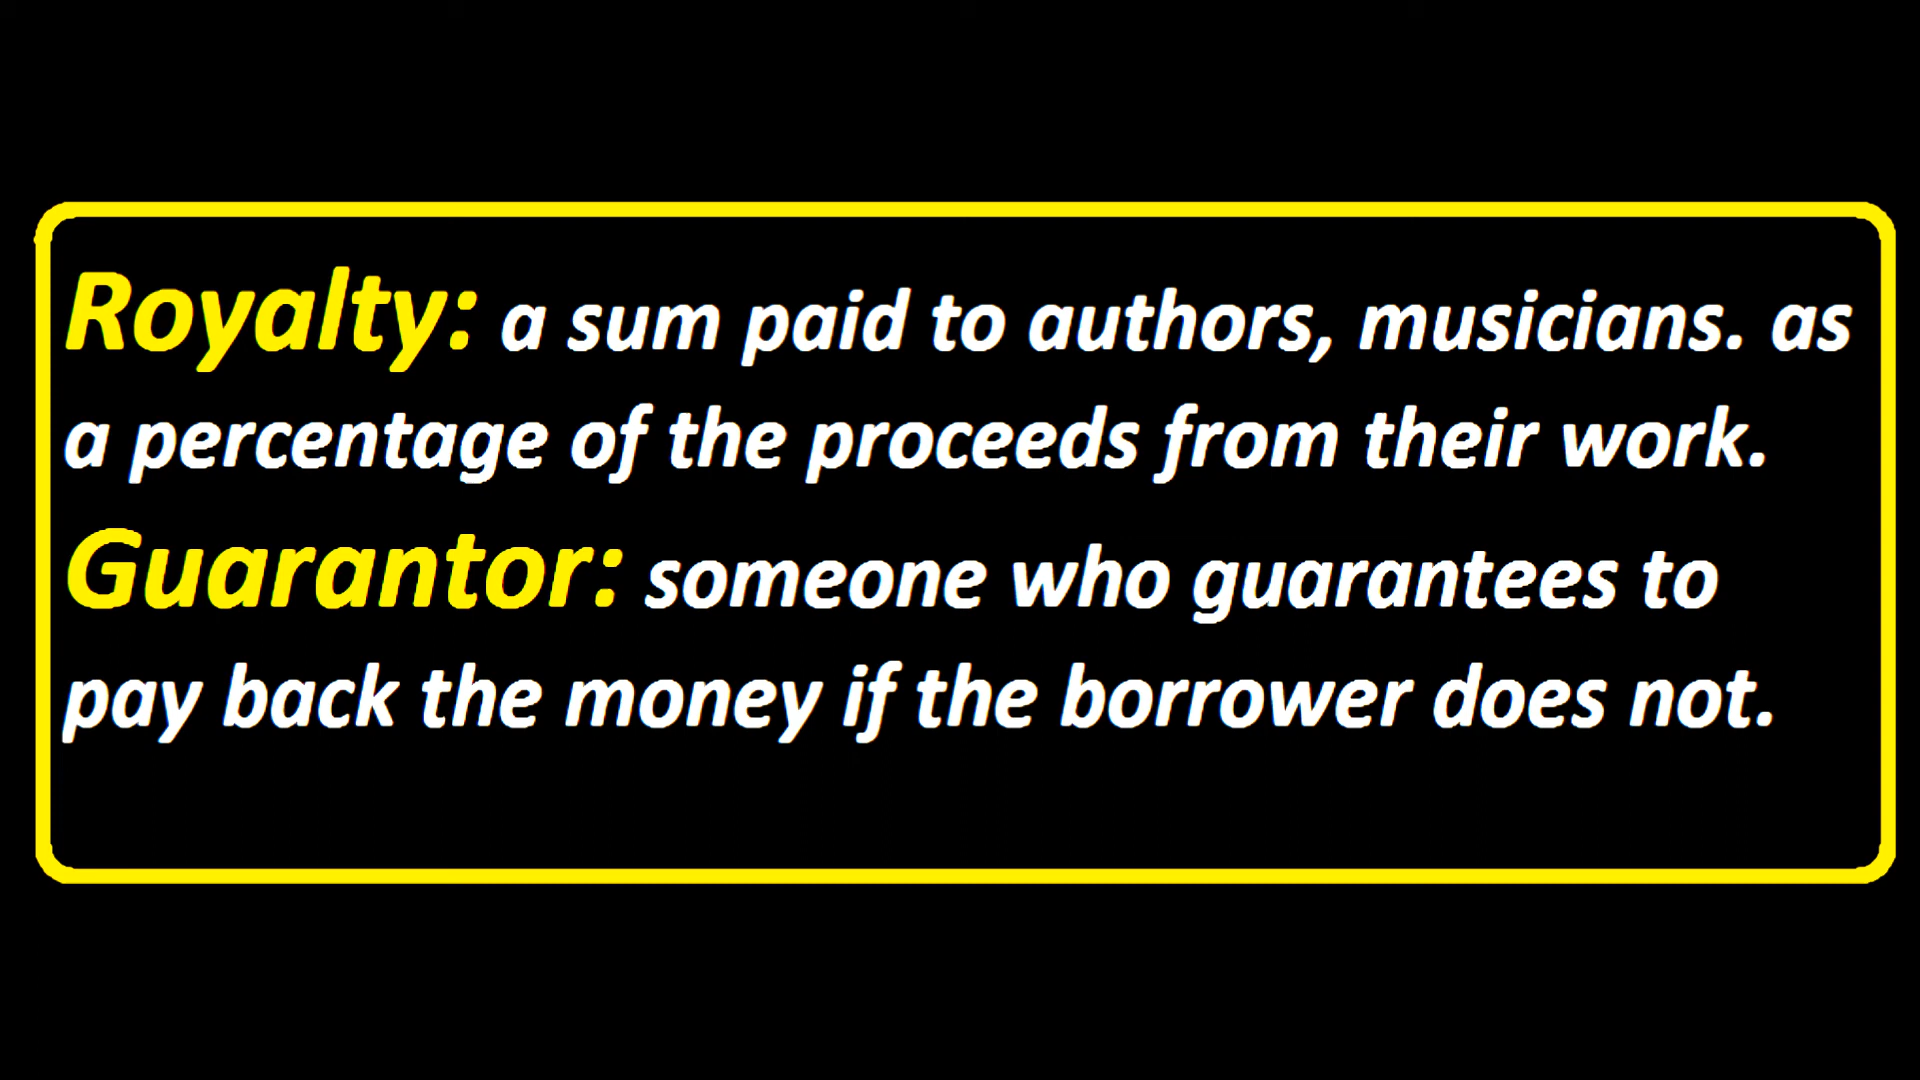 Royalty: a sum paid to authors, musicians. as
a percentage of the proceeds from their work.
Guarantor: someone who guarantees to
pay back the money if the borrower does not.